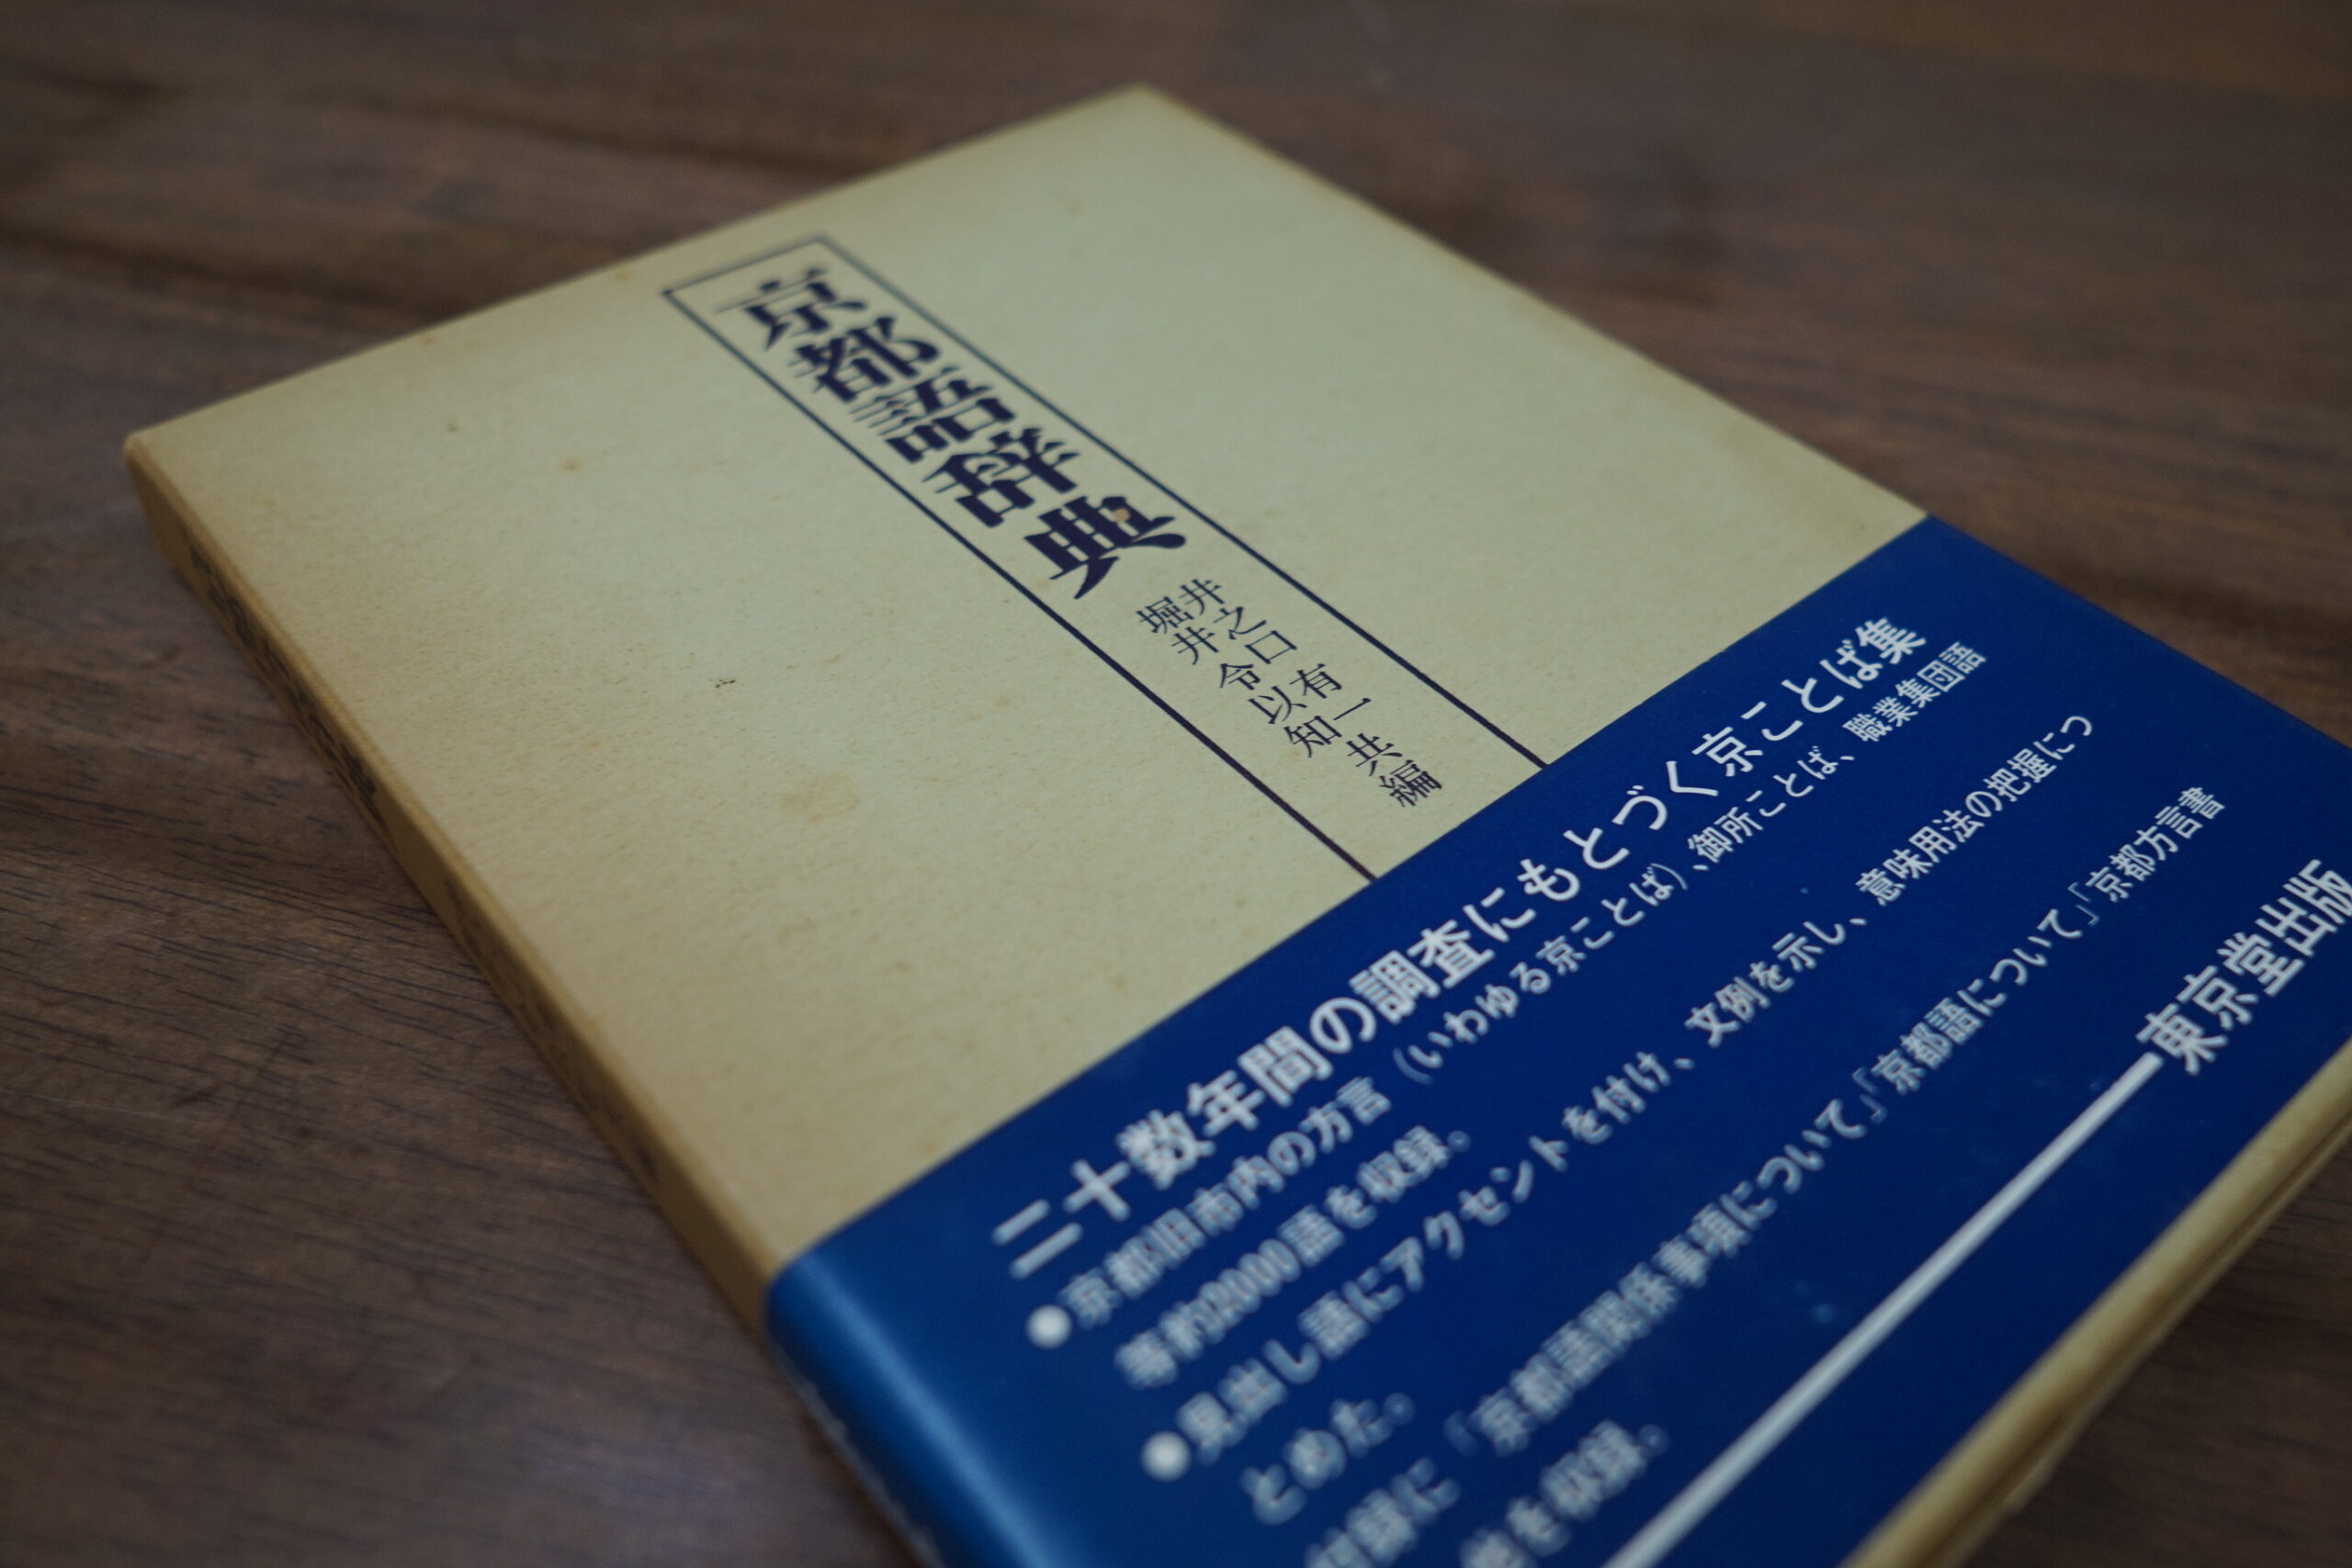 京都語辞典
井之口有一
堀井令以知
共編
二十数年間の調査にもとづく京ことば集
●京都旧市内の方言（いわゆる京ことば）、御所ことば、職業集団語
等約2000語を収録。
●見出し語にアクセントを付け、文例を示し、意味用法の把握につ
とめた。
付録に「京都語関係事項について」「京都語について」「京都方言書
を収録。
東京堂出版